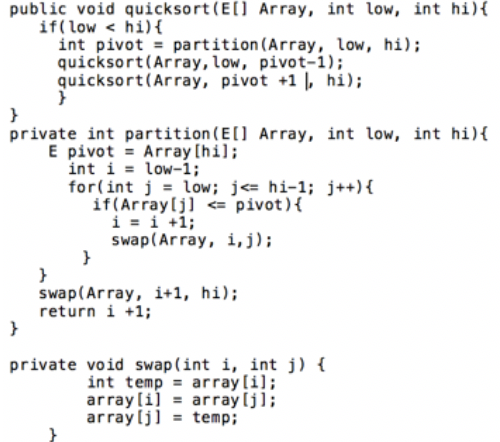 public void quicksort(E[] Array, int low, int hi){
if(low < hi){
int pivot = partition(Array, low, hi);
quicksort(Array,low, pivot-1);
quicksort(Array, pivot +1 |, hi);
}
}
private int partition(E[] Array, int low, int hi){
E pivot = Array[hi];
int i = low-1;
for(int j = low; j<= hi-1; j++){
if(Array[j] <= pivot){
i = i +1;
swap(Array, i,j);
}
}
swap(Array, i+1, hi);
return i +1;
}
private void swap(int i, int j) {
int temp = array[i];
array[i] = array[j];
array[j] = temp;
}